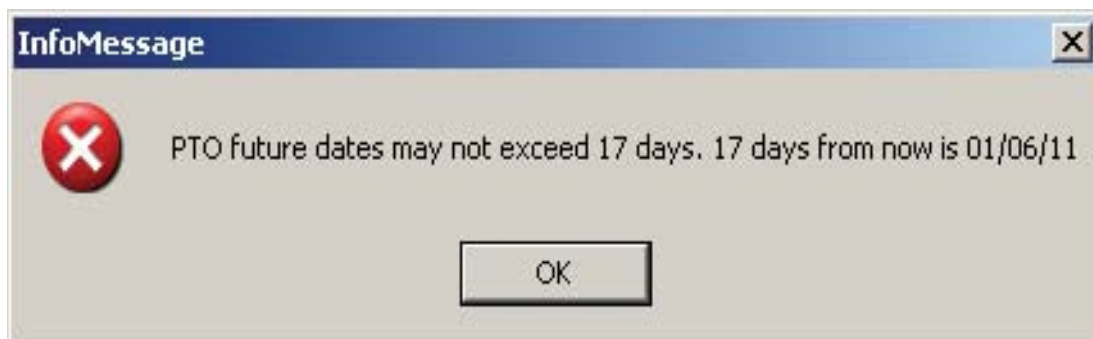 InfoMessage
PTO future dates may not exceed 17 days. 17 days from now is 01/06/11
OK